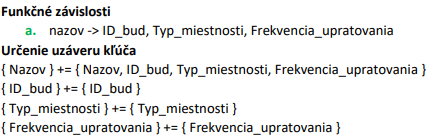 Funkčné závislosti
a. nazov -> ID_bud, Typ_miestnosti, Frekvencia_upratovania
Určenie uzáveru kľúča
{ Nazov } += { Nazov, ID_bud, Typ_miestnosti, Frekvencia_upratovania }
{ ID_bud } += { ID_bud }
{ Typ_miestnosti } += { Typ_miestnosti }
{ Frekvencia_upratovania } += { Frekvencia_upratovania }